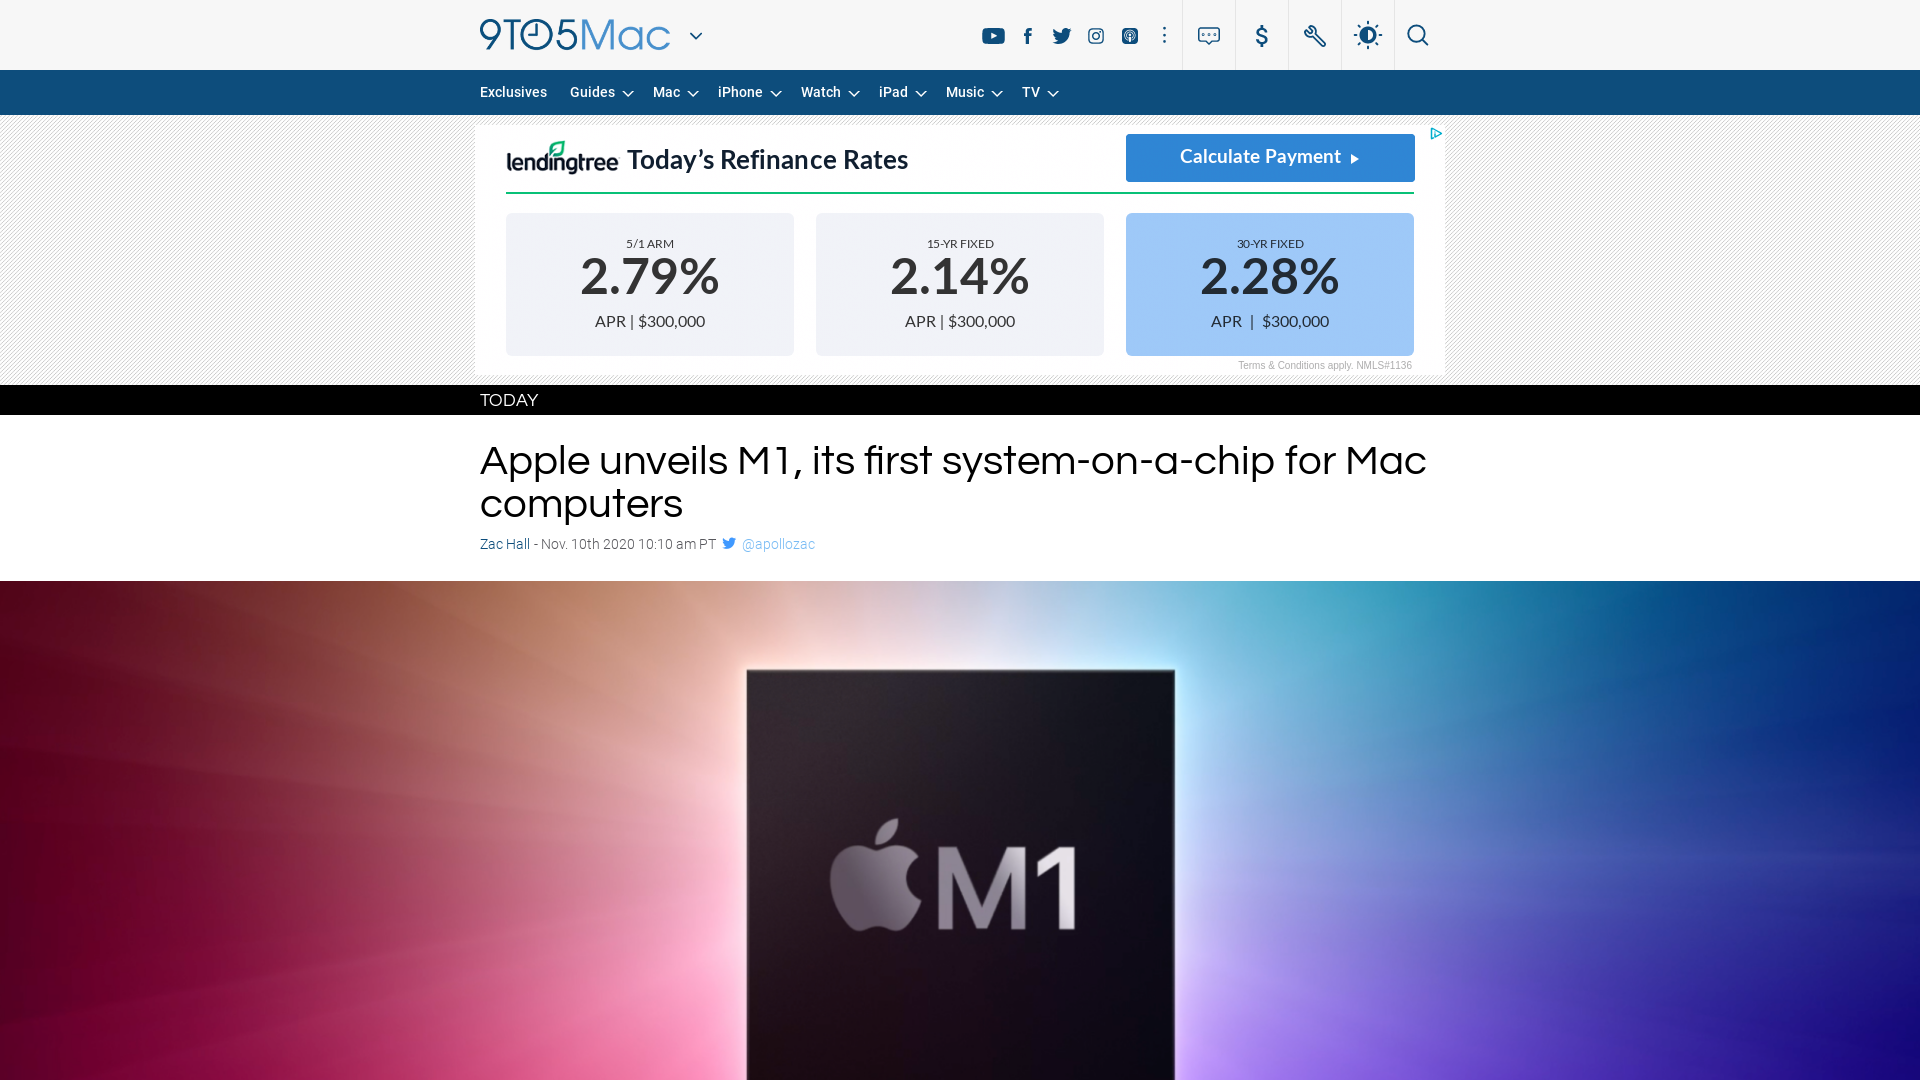 9TO5Mac
Exclusives Guides Mac iPhone Watch iPad Music TV
lendingtree Today’s Refinance Rates Calculate Payment
5/1 ARM 15-YR FIXED 30-YR FIXED
2.79% 2.14% 2.28%
APR | $300,000 APR | $300,000 APR | $300,000
Terms & Conditions apply. NMLS#1136
TODAY
Apple unveils M1, its first system-on-a-chip for Mac
computers
Zac Hall - Nov. 10th 2020 10:10 am PT @apollozac
M1